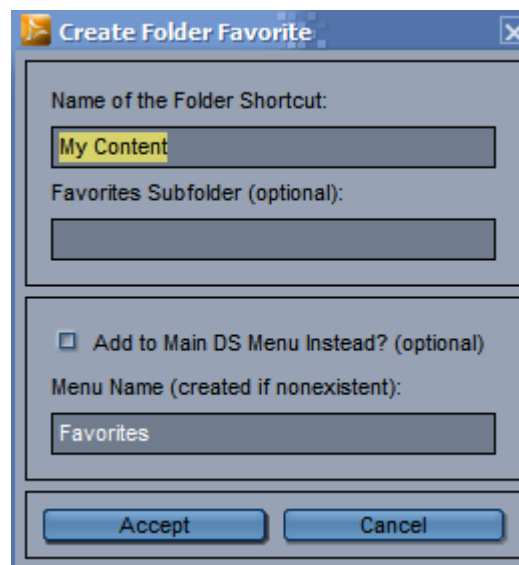 Create Folder Favorite
Name of the Folder Shortcut:
My Content
Favorites Subfolder (optional):
Add to Main DS Menu Instead? (optional)
Menu Name (created if nonexistent):
Favorites
Accept
Cancel